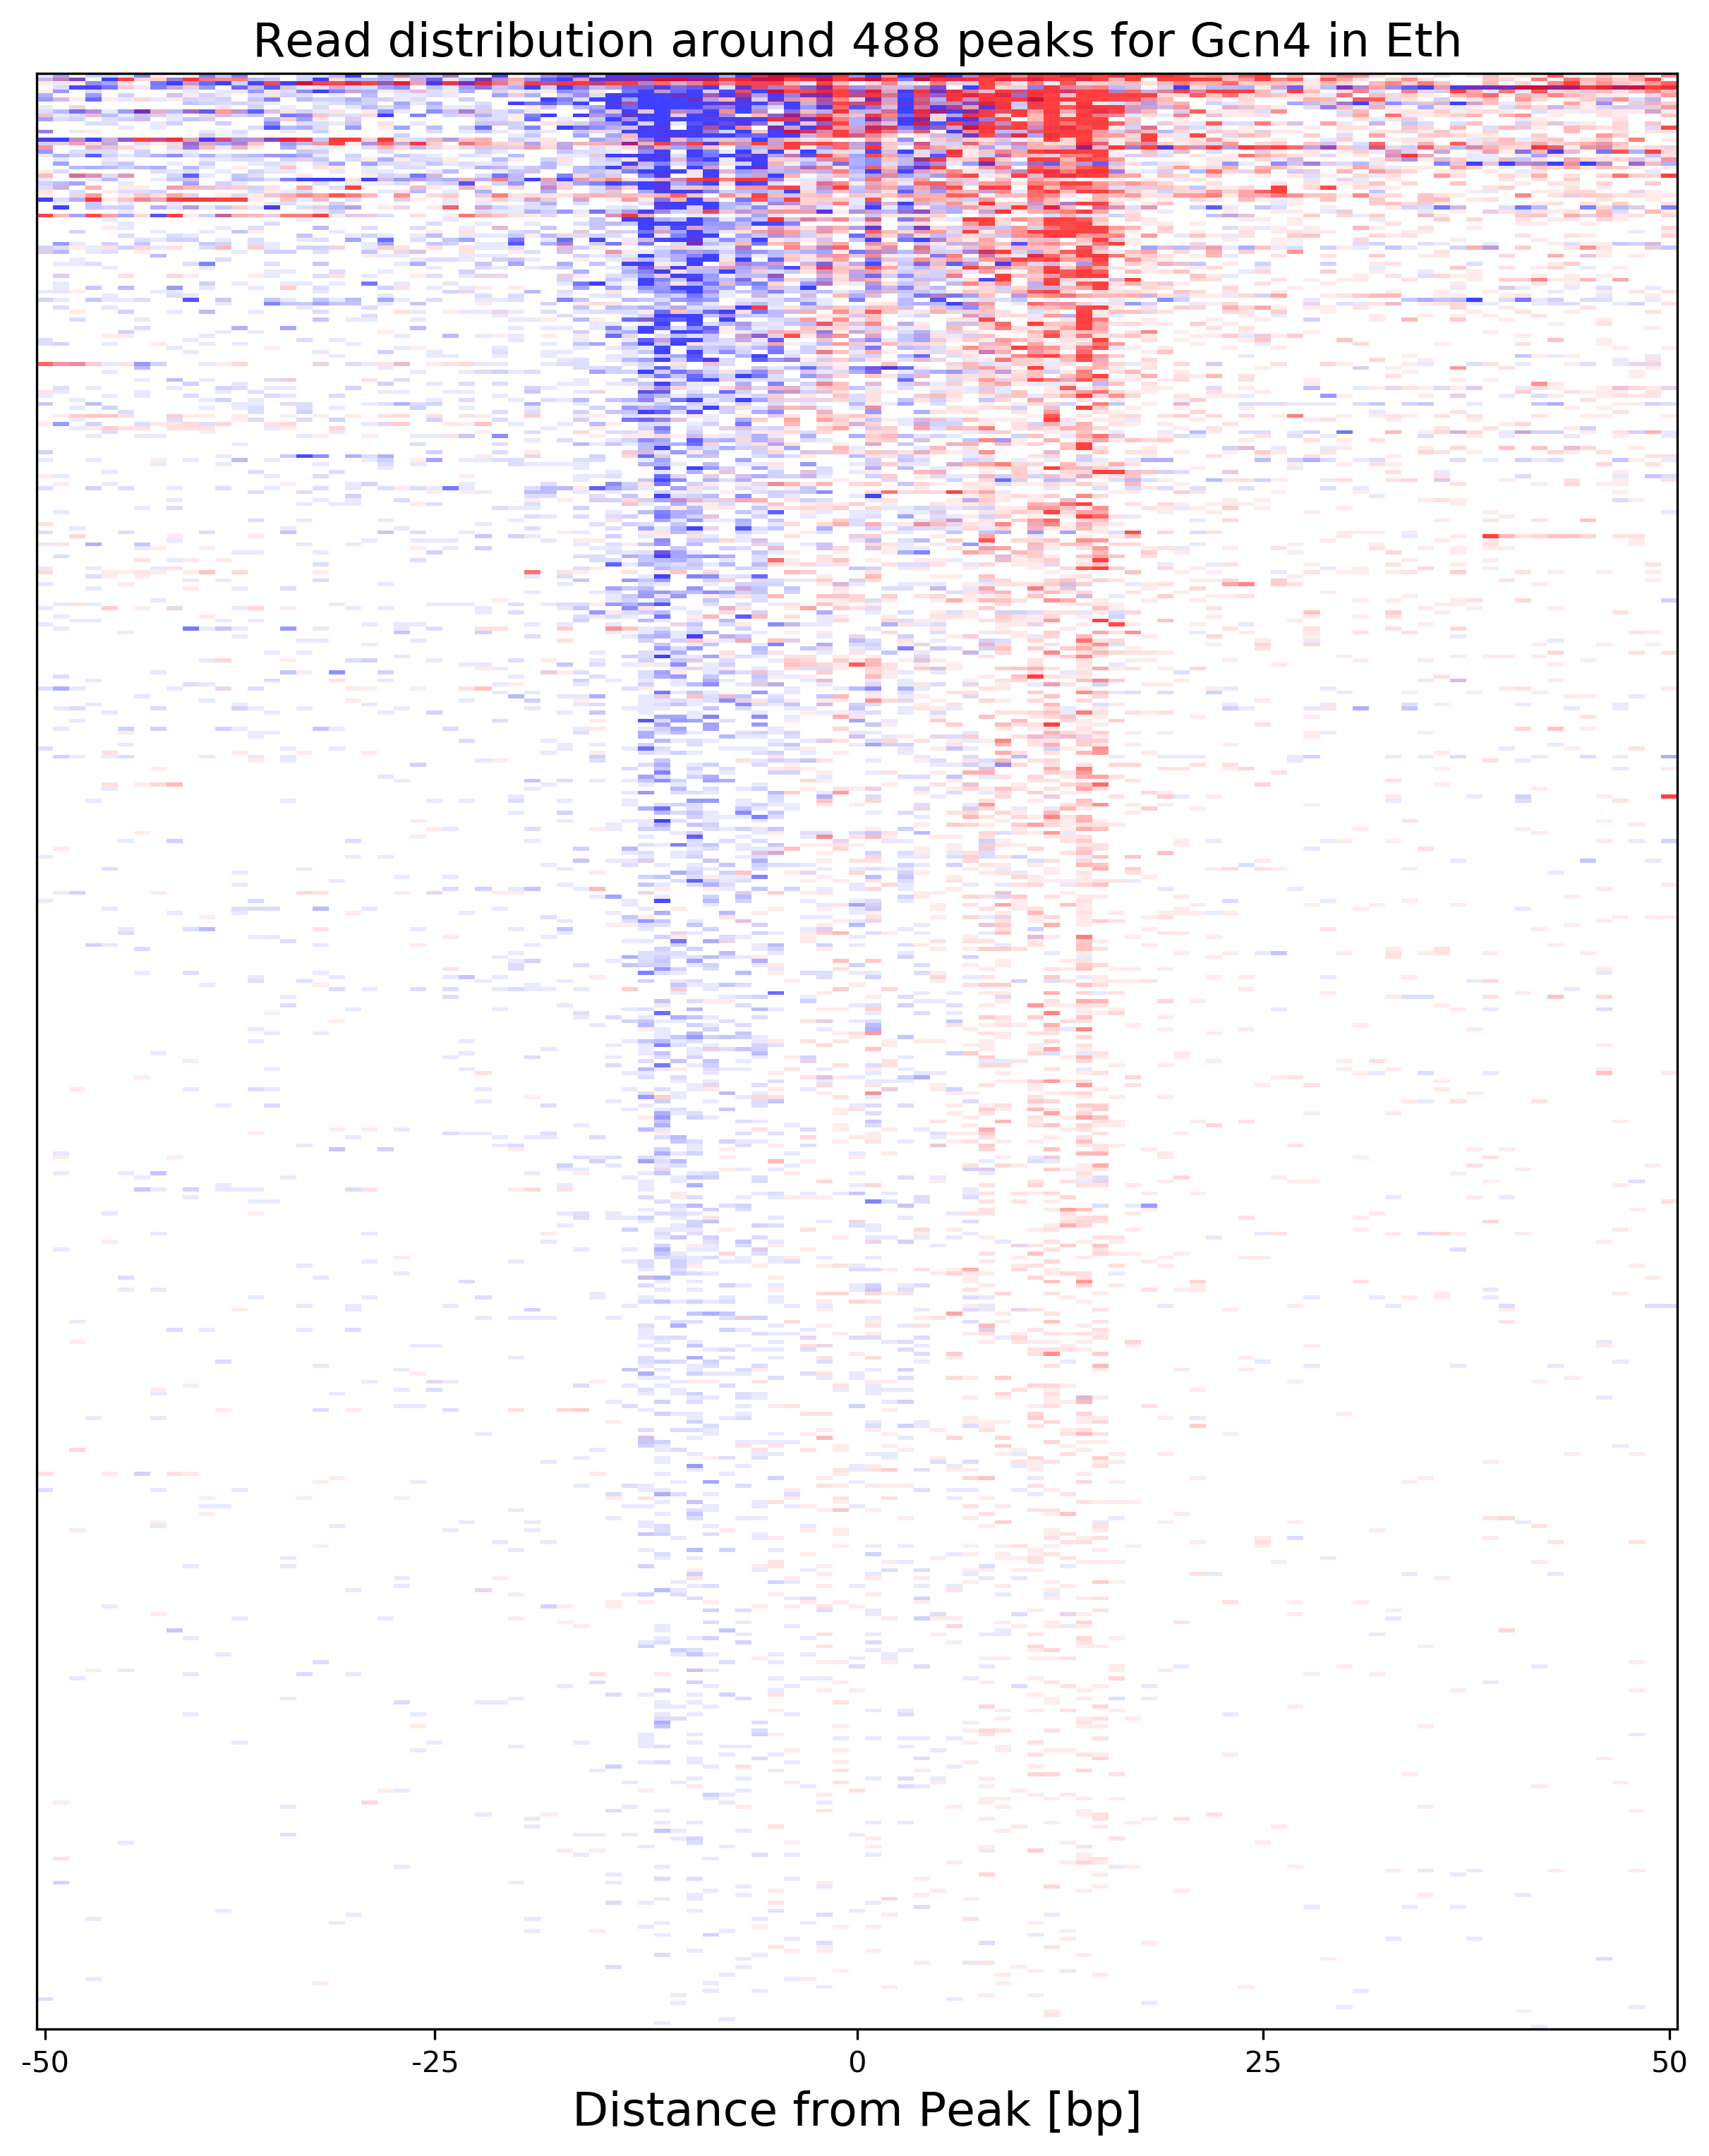 Read distribution around 488 peaks for Gcn4 in Eth
-50 -25 0 25 50
Distance from Peak [bp]